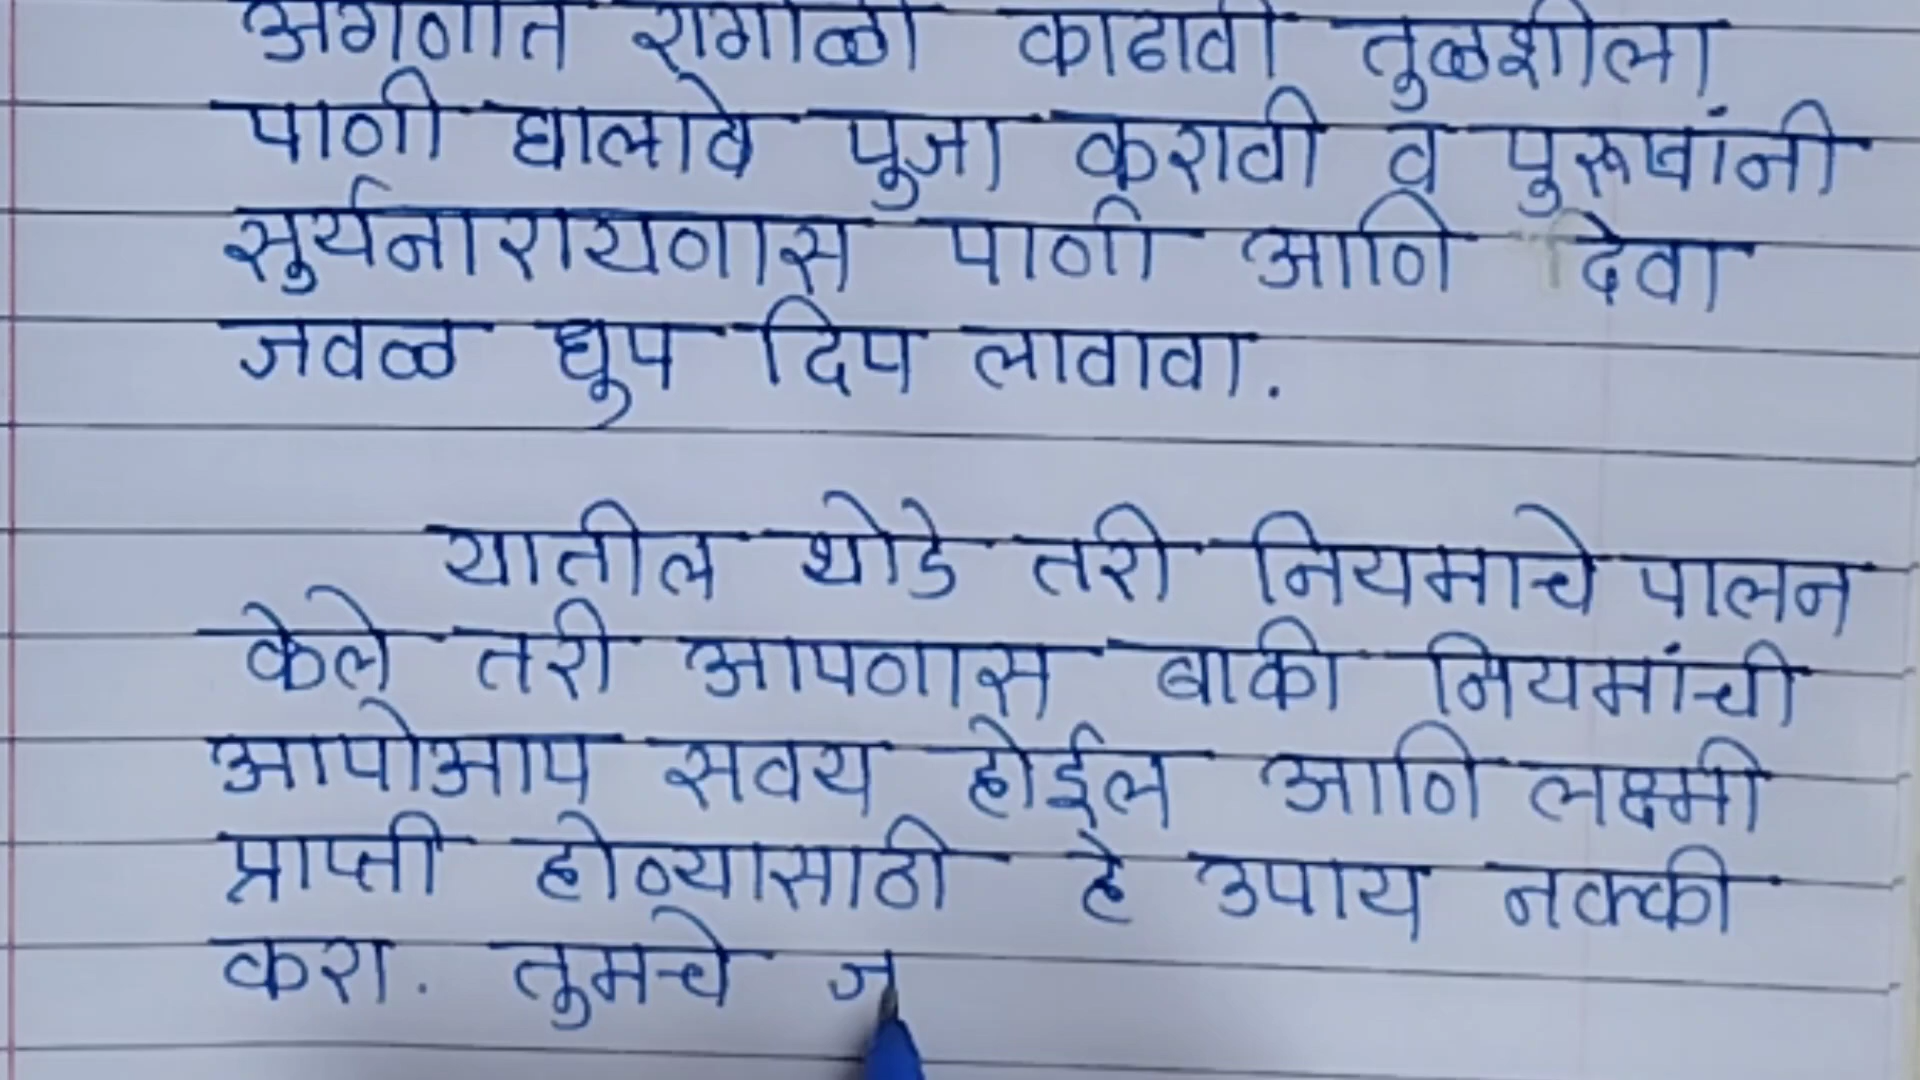 अंगणात रांगोळी काढावी तुळशीला
पाणी घालावे पुजा करावी व पुरूषांनी
सुर्यनारायणास पाणी आणि देवा
जवळ धुप दिप लावावा.
यातील थोडे तरी नियमाचे पालन
केले तरी आपणास बाकी नियमांची
आपोआप सवय होईल आणि लक्ष्मी
प्राप्ती होण्यासाठी हे उपाय नक्की
करा. तुमचे ज